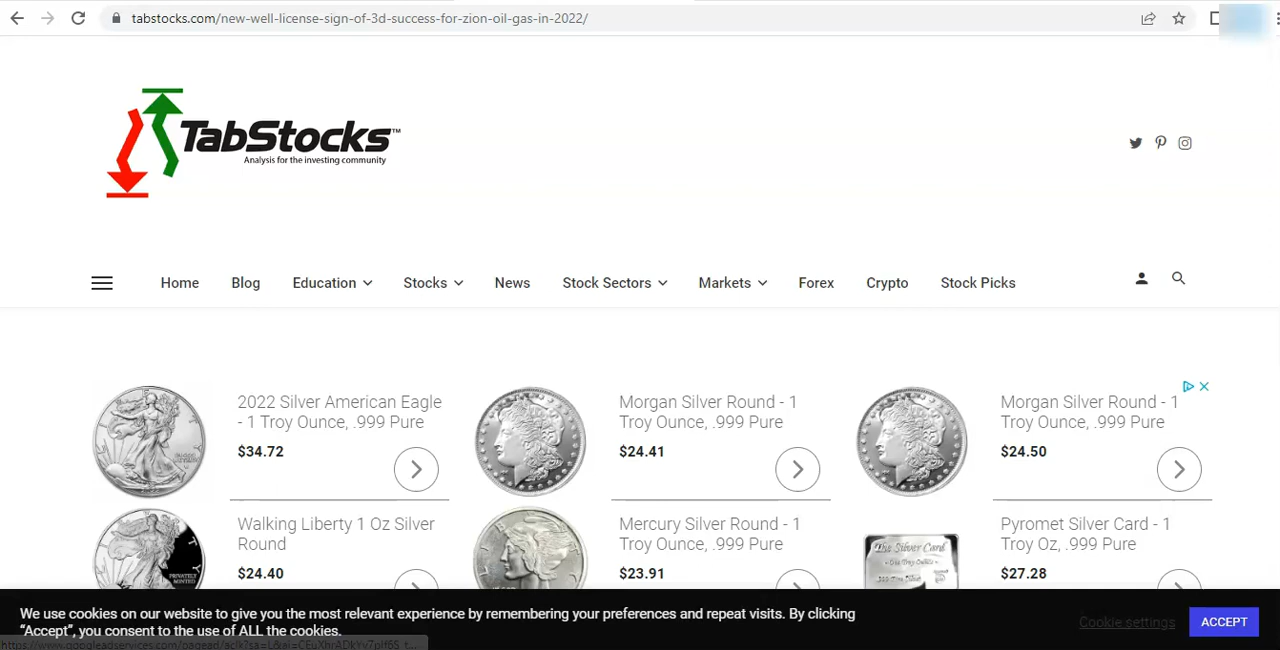 tabstocks.com/new-well-license-sign-of-3d-success-for-zion-oil-gas-in-2022/
TabStocks™
Analysis for the investing community
Home Blog Education Stocks News Stock Sectors Markets Forex Crypto Stock Picks
2022 Silver American Eagle
- 1 Troy Ounce, .999 Pure
$34.72
Morgan Silver Round - 1
Troy Ounce, .999 Pure
$24.41
Morgan Silver Round - 1
Troy Ounce, .999 Pure
$24.50
Walking Liberty 1 Oz Silver
Round
$24.40
Mercury Silver Round - 1
Troy Ounce, .999 Pure
$23.91
The Silver Card
Pyromet Silver Card - 1
Troy Oz, .999 Pure
$27.28
We use cookies on our website to give you the most relevant experience by remembering your preferences and repeat visits. By clicking
“Accept”, you consent to the use of ALL the cookies.
Cookie settings
ACCEPT